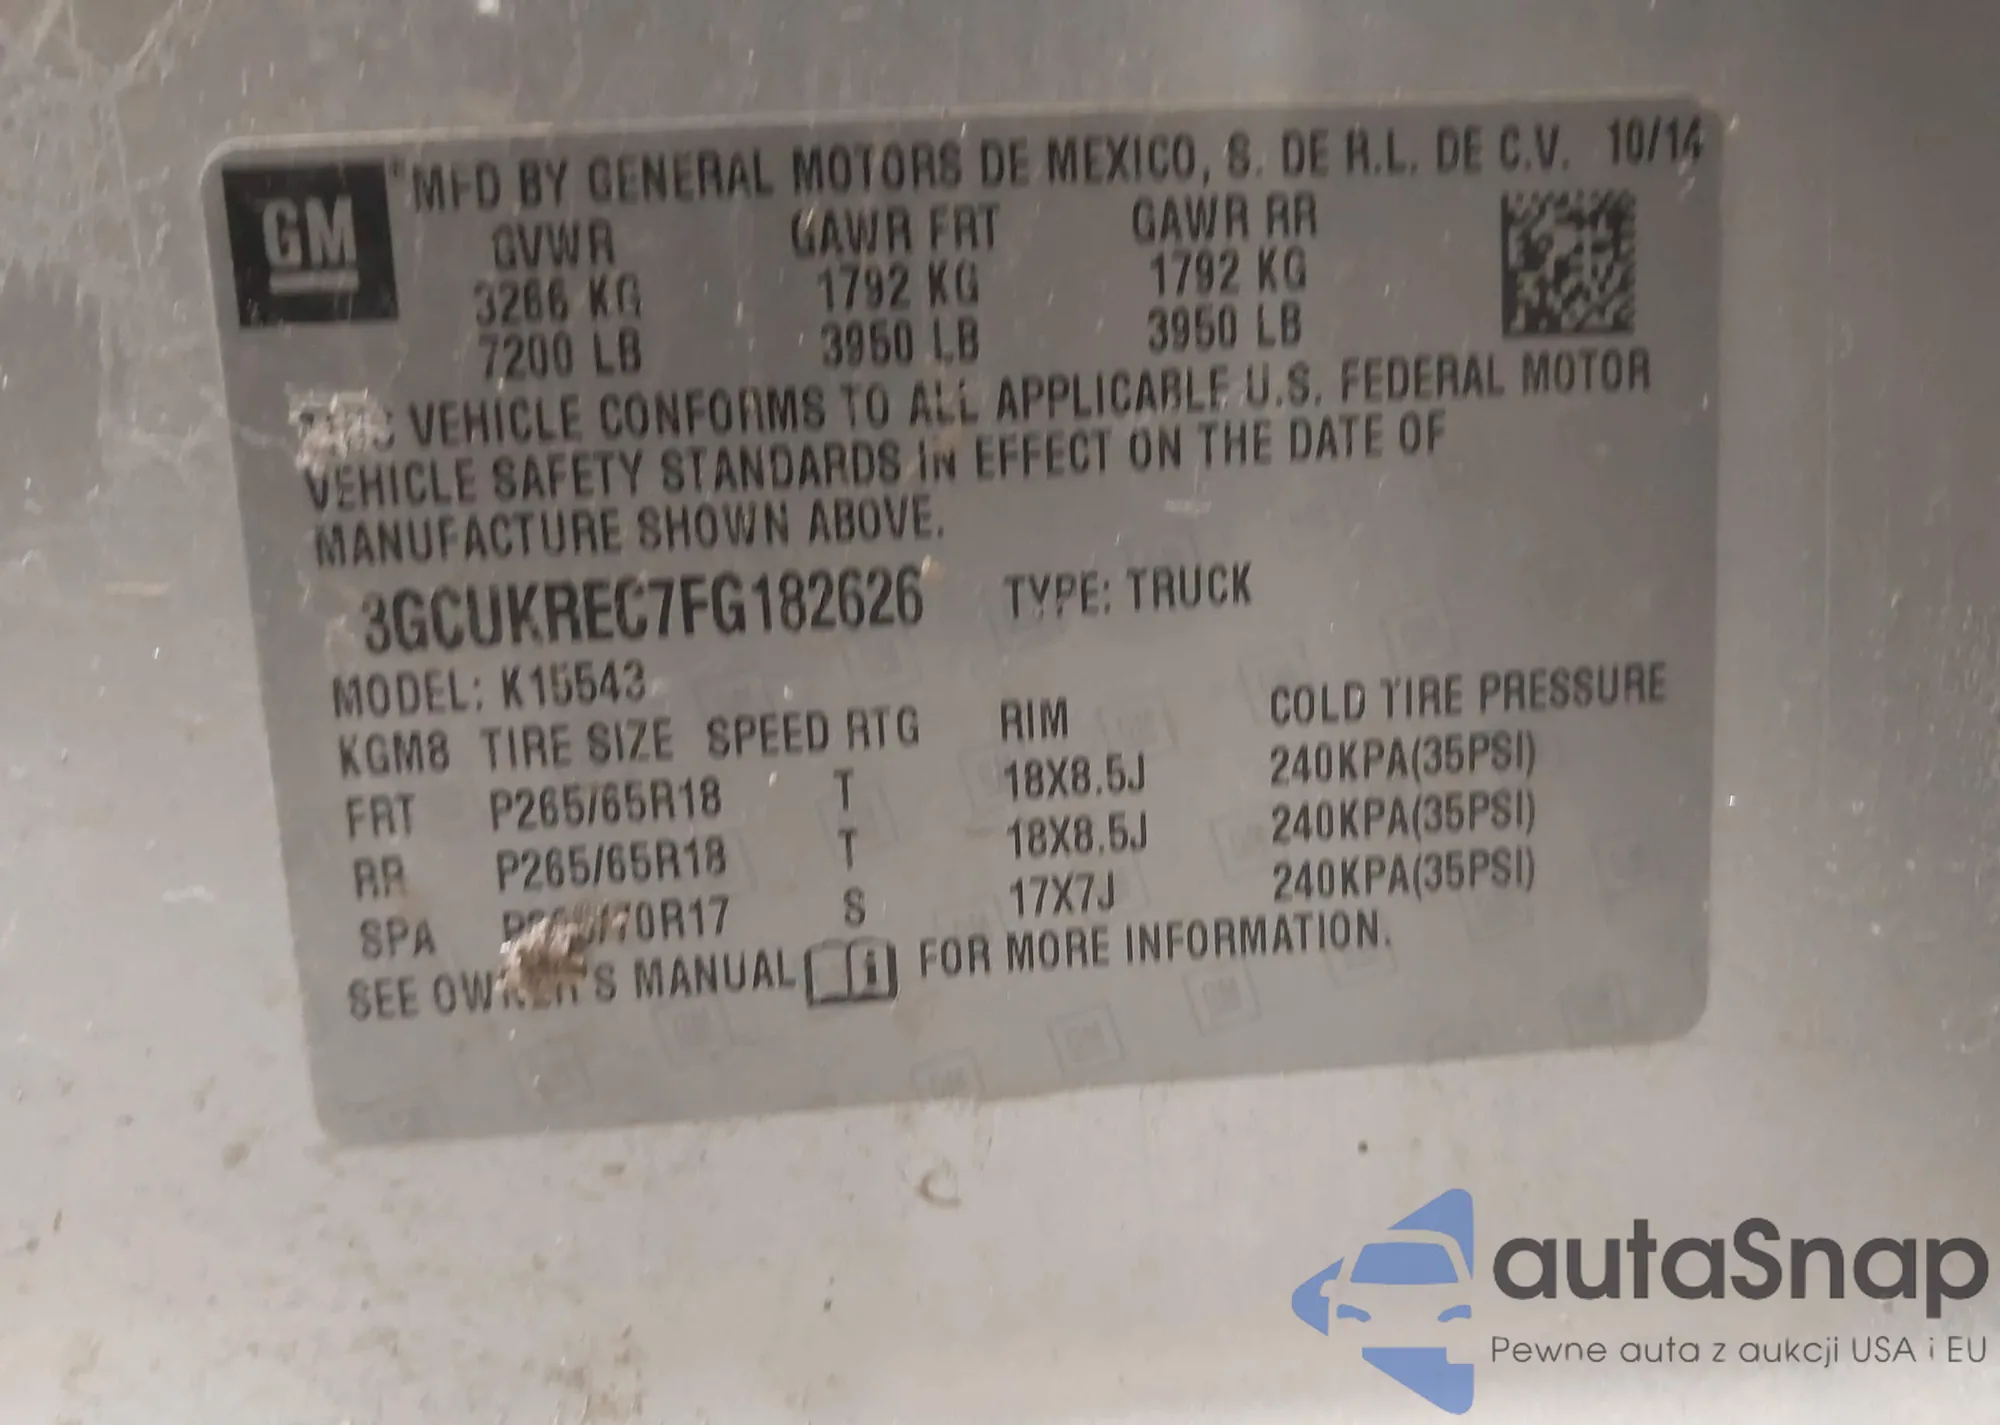 GM
MFD BY GENERAL MOTORS DE MEXICO, S. DE R.L. DE C.V. 10/14
GVWR GAWR FRT GAWR RR
3266 KG 1792 KG 1792 KG
7200 LB 3950 LB 3950 LB
VEHICLE CONFORMS TO ALL APPLICABLE U.S. FEDERAL MOTOR
VEHICLE SAFETY STANDARDS IN EFFECT ON THE DATE OF
MANUFACTURE SHOWN ABOVE.
3GCUKREC7FG182626 TYPE: TRUCK
MODEL: K15543
KGM8 TIRE SIZE SPEED RTG RIM COLD TIRE PRESSURE
FRT P265/65R18 T 18X8.5J 240KPA(35PSI)
RR P265/65R18 T 18X8.5J 240KPA(35PSI)
SPA S 17X7J 240KPA(35PSI)
SEE OWNER'S MANUAL FOR MORE INFORMATION.
autaSnap
Pewne auta z aukcji USA i EU